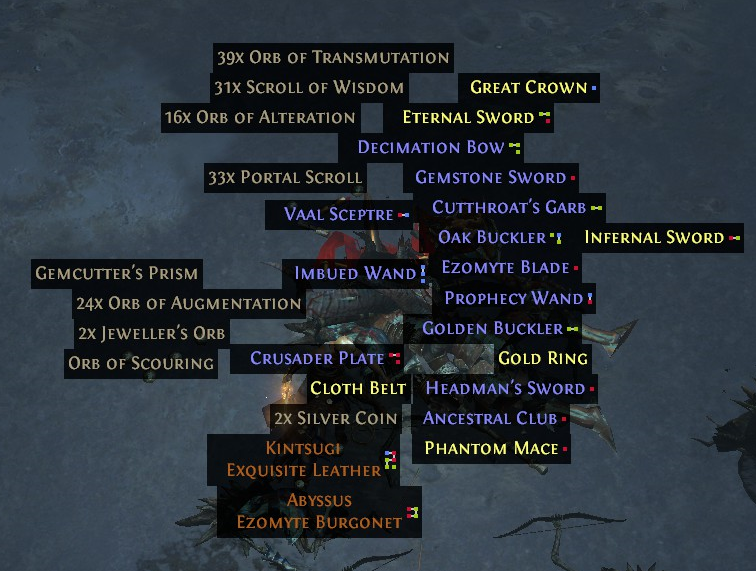 39x Orb of Transmutation
31x Scroll of Wisdom
Great Crown
16x Orb of Alteration
Eternal Sword
Decimation Bow
33x Portal Scroll
Gemstone Sword
Vaal Sceptre
Cutthroat's Garb
Oak Buckler
Infernal Sword
Gemcutter's Prism
Imbued Wand
Ezomyte Blade
24x Orb of Augmentation
Prophecy Wand
2x Jeweller's Orb
Golden Buckler
Orb of Scouring
Crusader Plate
Gold Ring
Cloth Belt
Headman's Sword
2x Silver Coin
Ancestral Club
Kintsugi
Exquisite Leather
Phantom Mace
Abyssus
Ezomyte Burgonet